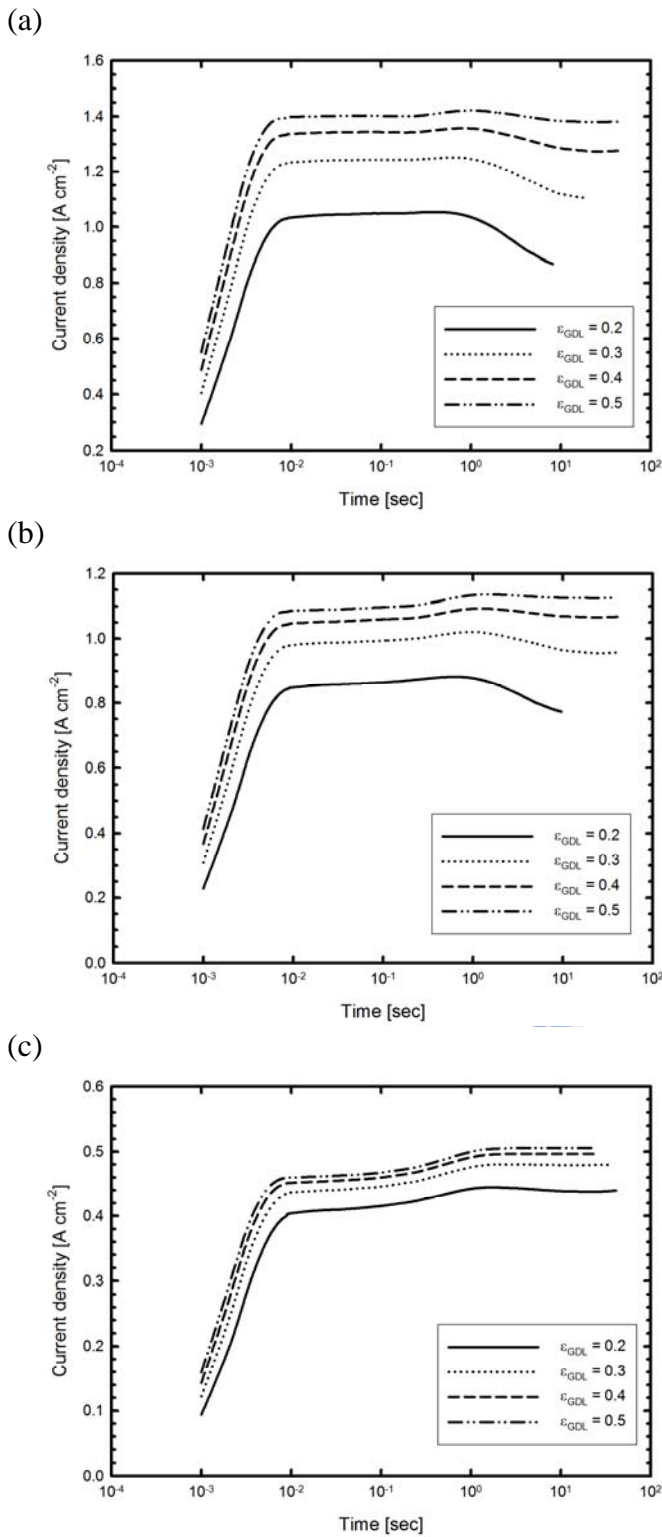 (a)
1.6
1.4
1.2
1.0
0.8
0.6
0.4
0.2
Current density [A cm⁻²]
ε_GDL = 0.2
ε_GDL = 0.3
ε_GDL = 0.4
ε_GDL = 0.5
10⁻⁴ 10⁻³ 10⁻² 10⁻¹ 10⁰ 10¹ 10²
Time [sec]
(b)
1.2
1.0
0.8
0.6
0.4
0.2
0.0
Current density [A cm⁻²]
ε_GDL = 0.2
ε_GDL = 0.3
ε_GDL = 0.4
ε_GDL = 0.5
10⁻⁴ 10⁻³ 10⁻² 10⁻¹ 10⁰ 10¹ 10²
Time [sec]
(c)
0.6
0.5
0.4
0.3
0.2
0.1
0.0
Current density [A cm⁻²]
ε_GDL = 0.2
ε_GDL = 0.3
ε_GDL = 0.4
ε_GDL = 0.5
10⁻⁴ 10⁻³ 10⁻² 10⁻¹ 10⁰ 10¹ 10²
Time [sec]